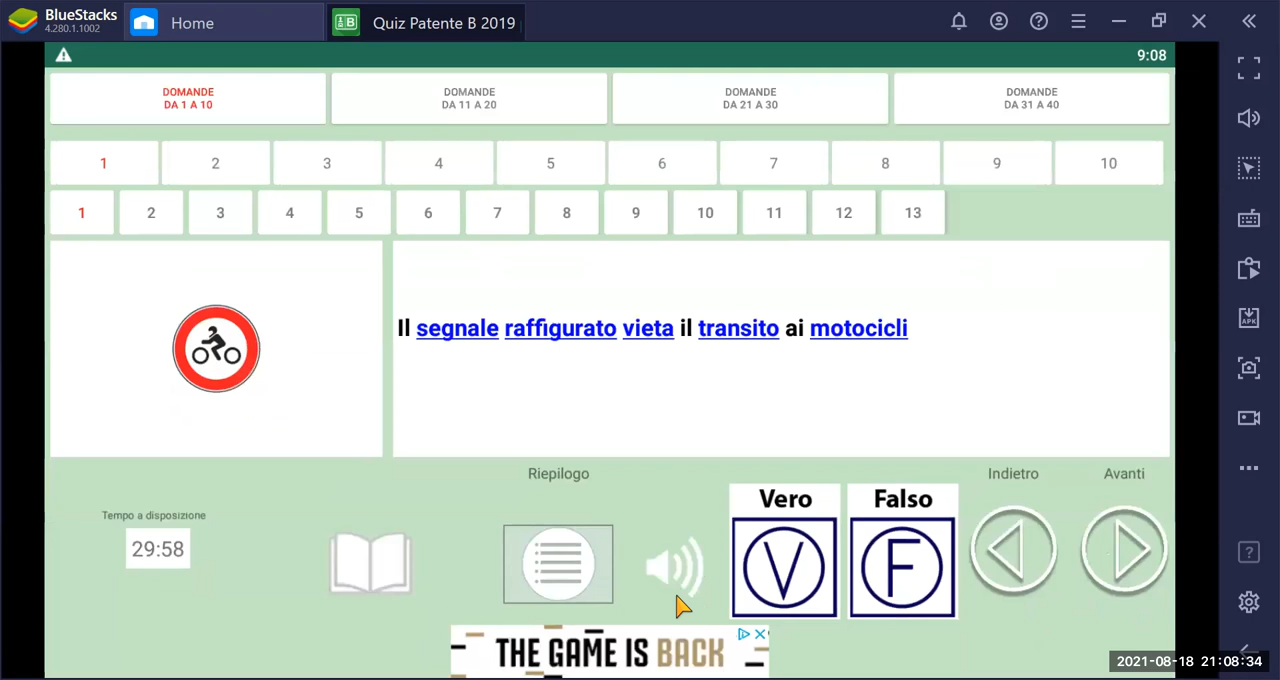 BlueStacks
4.280.1.1002
Home
Quiz Patente B 2019
9:08
DOMANDE
DA 1 A 10
DOMANDE
DA 11 A 20
DOMANDE
DA 21 A 30
DOMANDE
DA 31 A 40
1 2 3 4 5 6 7 8 9 10
1 2 3 4 5 6 7 8 9 10 11 12 13
Il segnale raffigurato vieta il transito ai motocicli
Riepilogo
Indietro
Avanti
Tempo a disposizione
29:58
Vero
V
Falso
F
THE GAME IS BACK
2021-08-18 21:08:34